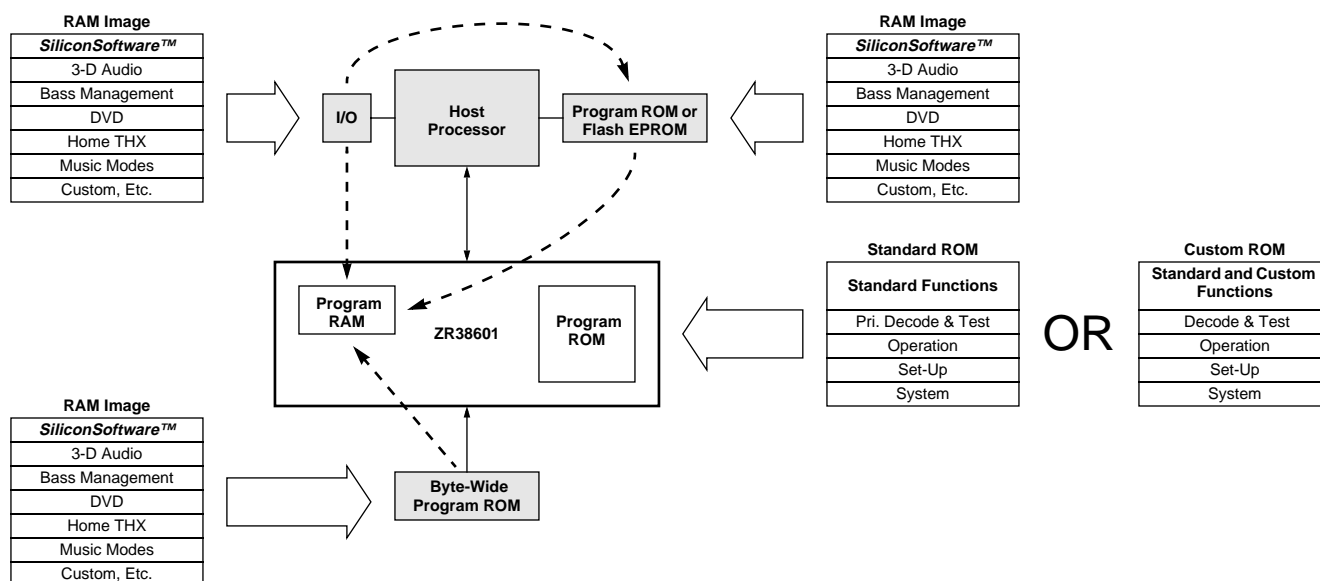 RAM Image
SiliconSoftware™
3-D Audio
Bass Management
DVD
Home THX
Music Modes
Custom, Etc.
I/O
Host
Processor
Program ROM or
Flash EPROM
RAM Image
SiliconSoftware™
3-D Audio
Bass Management
DVD
Home THX
Music Modes
Custom, Etc.
Program
RAM
ZR38601
Program
ROM
Standard ROM
Standard Functions
Pri. Decode & Test
Operation
Set-Up
System
OR
Custom ROM
Standard and Custom
Functions
Decode & Test
Operation
Set-Up
System
RAM Image
SiliconSoftware™
3-D Audio
Bass Management
DVD
Home THX
Music Modes
Custom, Etc.
Byte-Wide
Program ROM